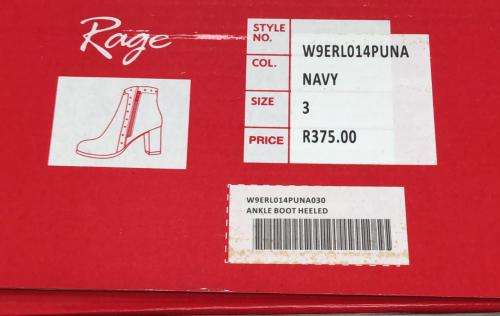 Rage
STYLE NO. W9ERL014PUNA
COL. NAVY
SIZE 3
PRICE R375.00
W9ERL014PUNA030
ANKLE BOOT HEELED